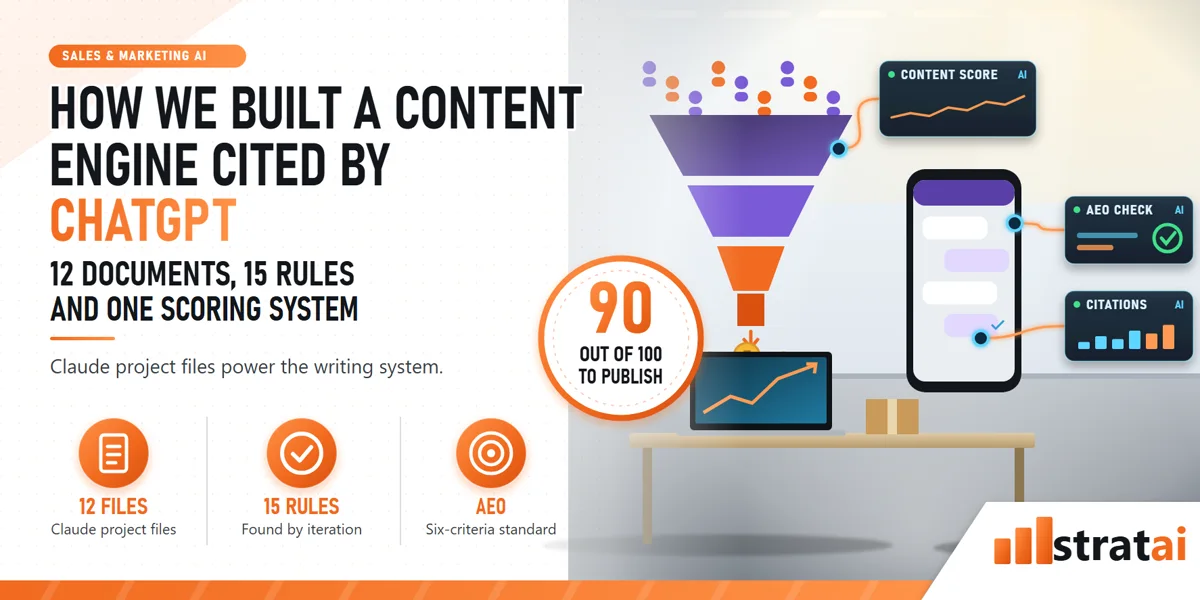 SALES & MARKETING AI
HOW WE BUILT A CONTENT
ENGINE CITED BY
CHATGPT
12 DOCUMENTS, 15 RULES
AND ONE SCORING SYSTEM
Claude project files power the writing system.
12 FILES
Claude project files
15 RULES
Found by iteration
AEO
Six-criteria standard
90
OUT OF 100
TO PUBLISH
CONTENT SCORE AI
AEO CHECK AI
CITATIONS AI
stratai